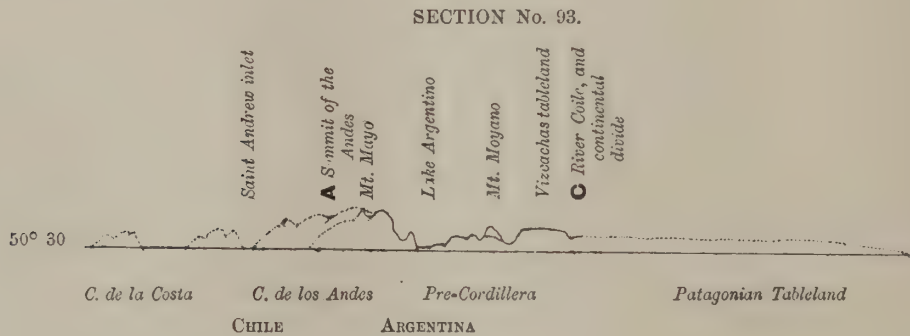 SECTION No. 93.
Saint Andrew inlet
A Summit of the
Andes
Mt. Mayo
Lake Argentino
Mt. Moyano
Vizcachas tableland
C River Coile, and
continental
divide
50° 30
C. de la Costa C. de los Andes Pre-Cordillera Patagonian Tableland
CHILE ARGENTINA